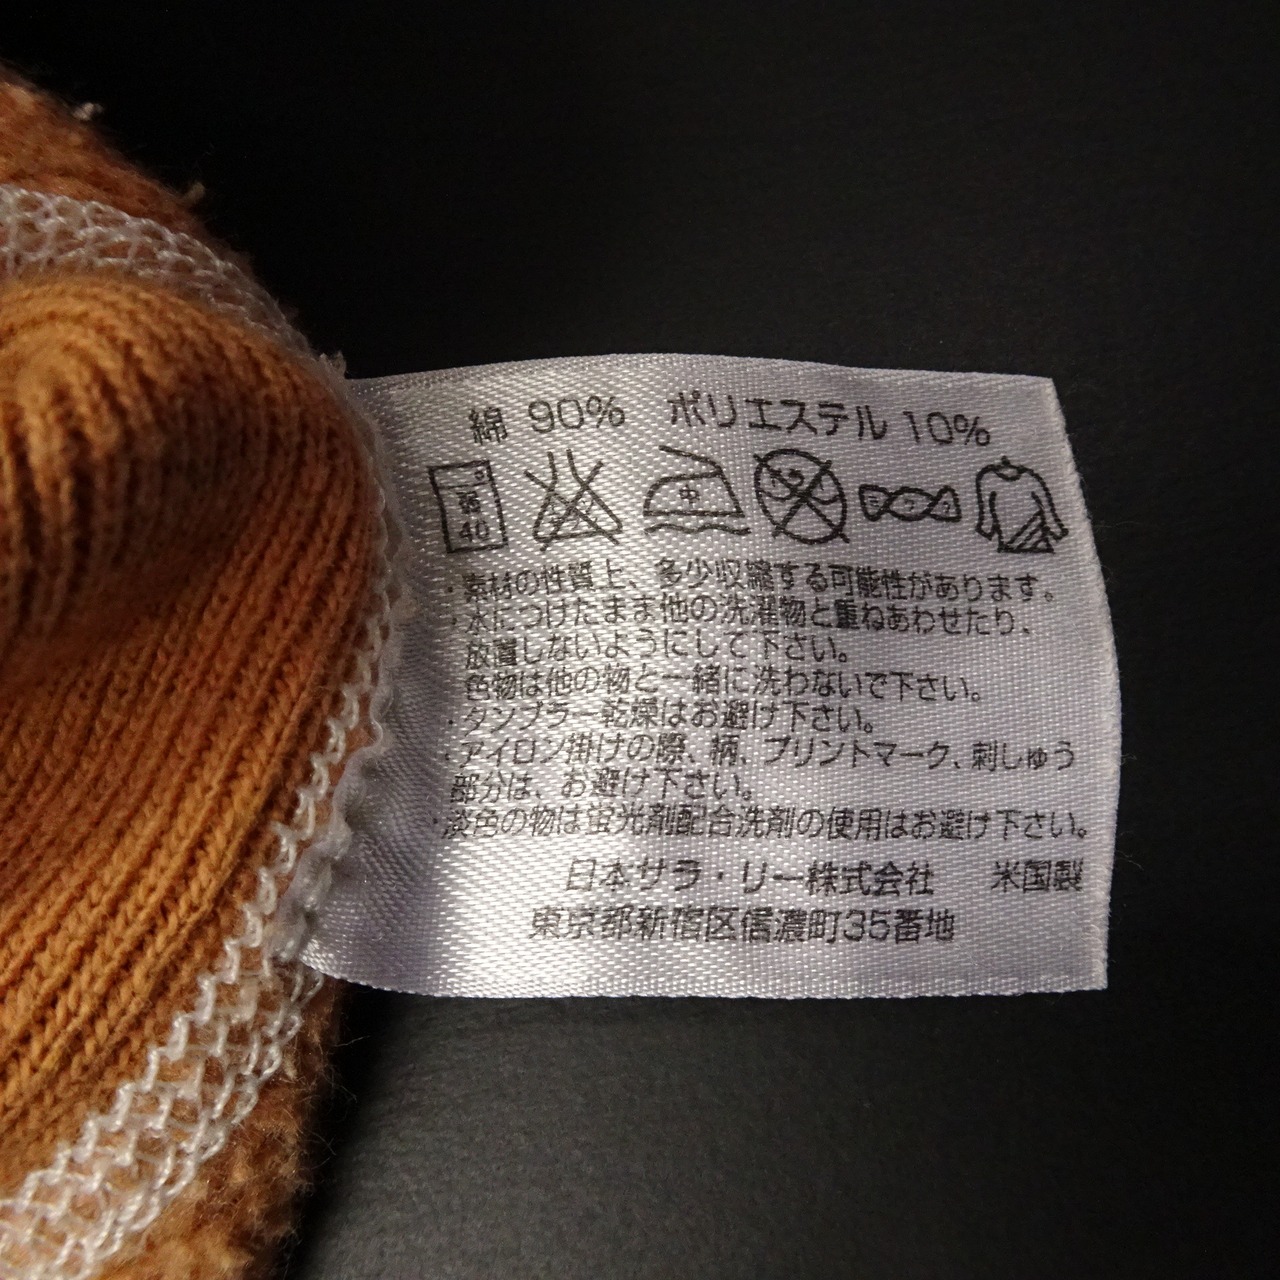 綿 90% ポリエステル 10%
40 中
・素材の性質上、多少収縮する可能性があります。
・水につけたまま他の洗濯物と重ねあわせたり、
放置しないようにして下さい。
色物は他の物と一緒に洗わないで下さい。
・タンブラー乾燥はお避け下さい。
・アイロン掛けの際、柄、プリントマーク、刺しゅう
部分は、お避け下さい。
・淡色の物は蛍光剤配合洗剤の使用はお避け下さい。
日本サラ・リー株式会社 米国製
東京都新宿区信濃町35番地